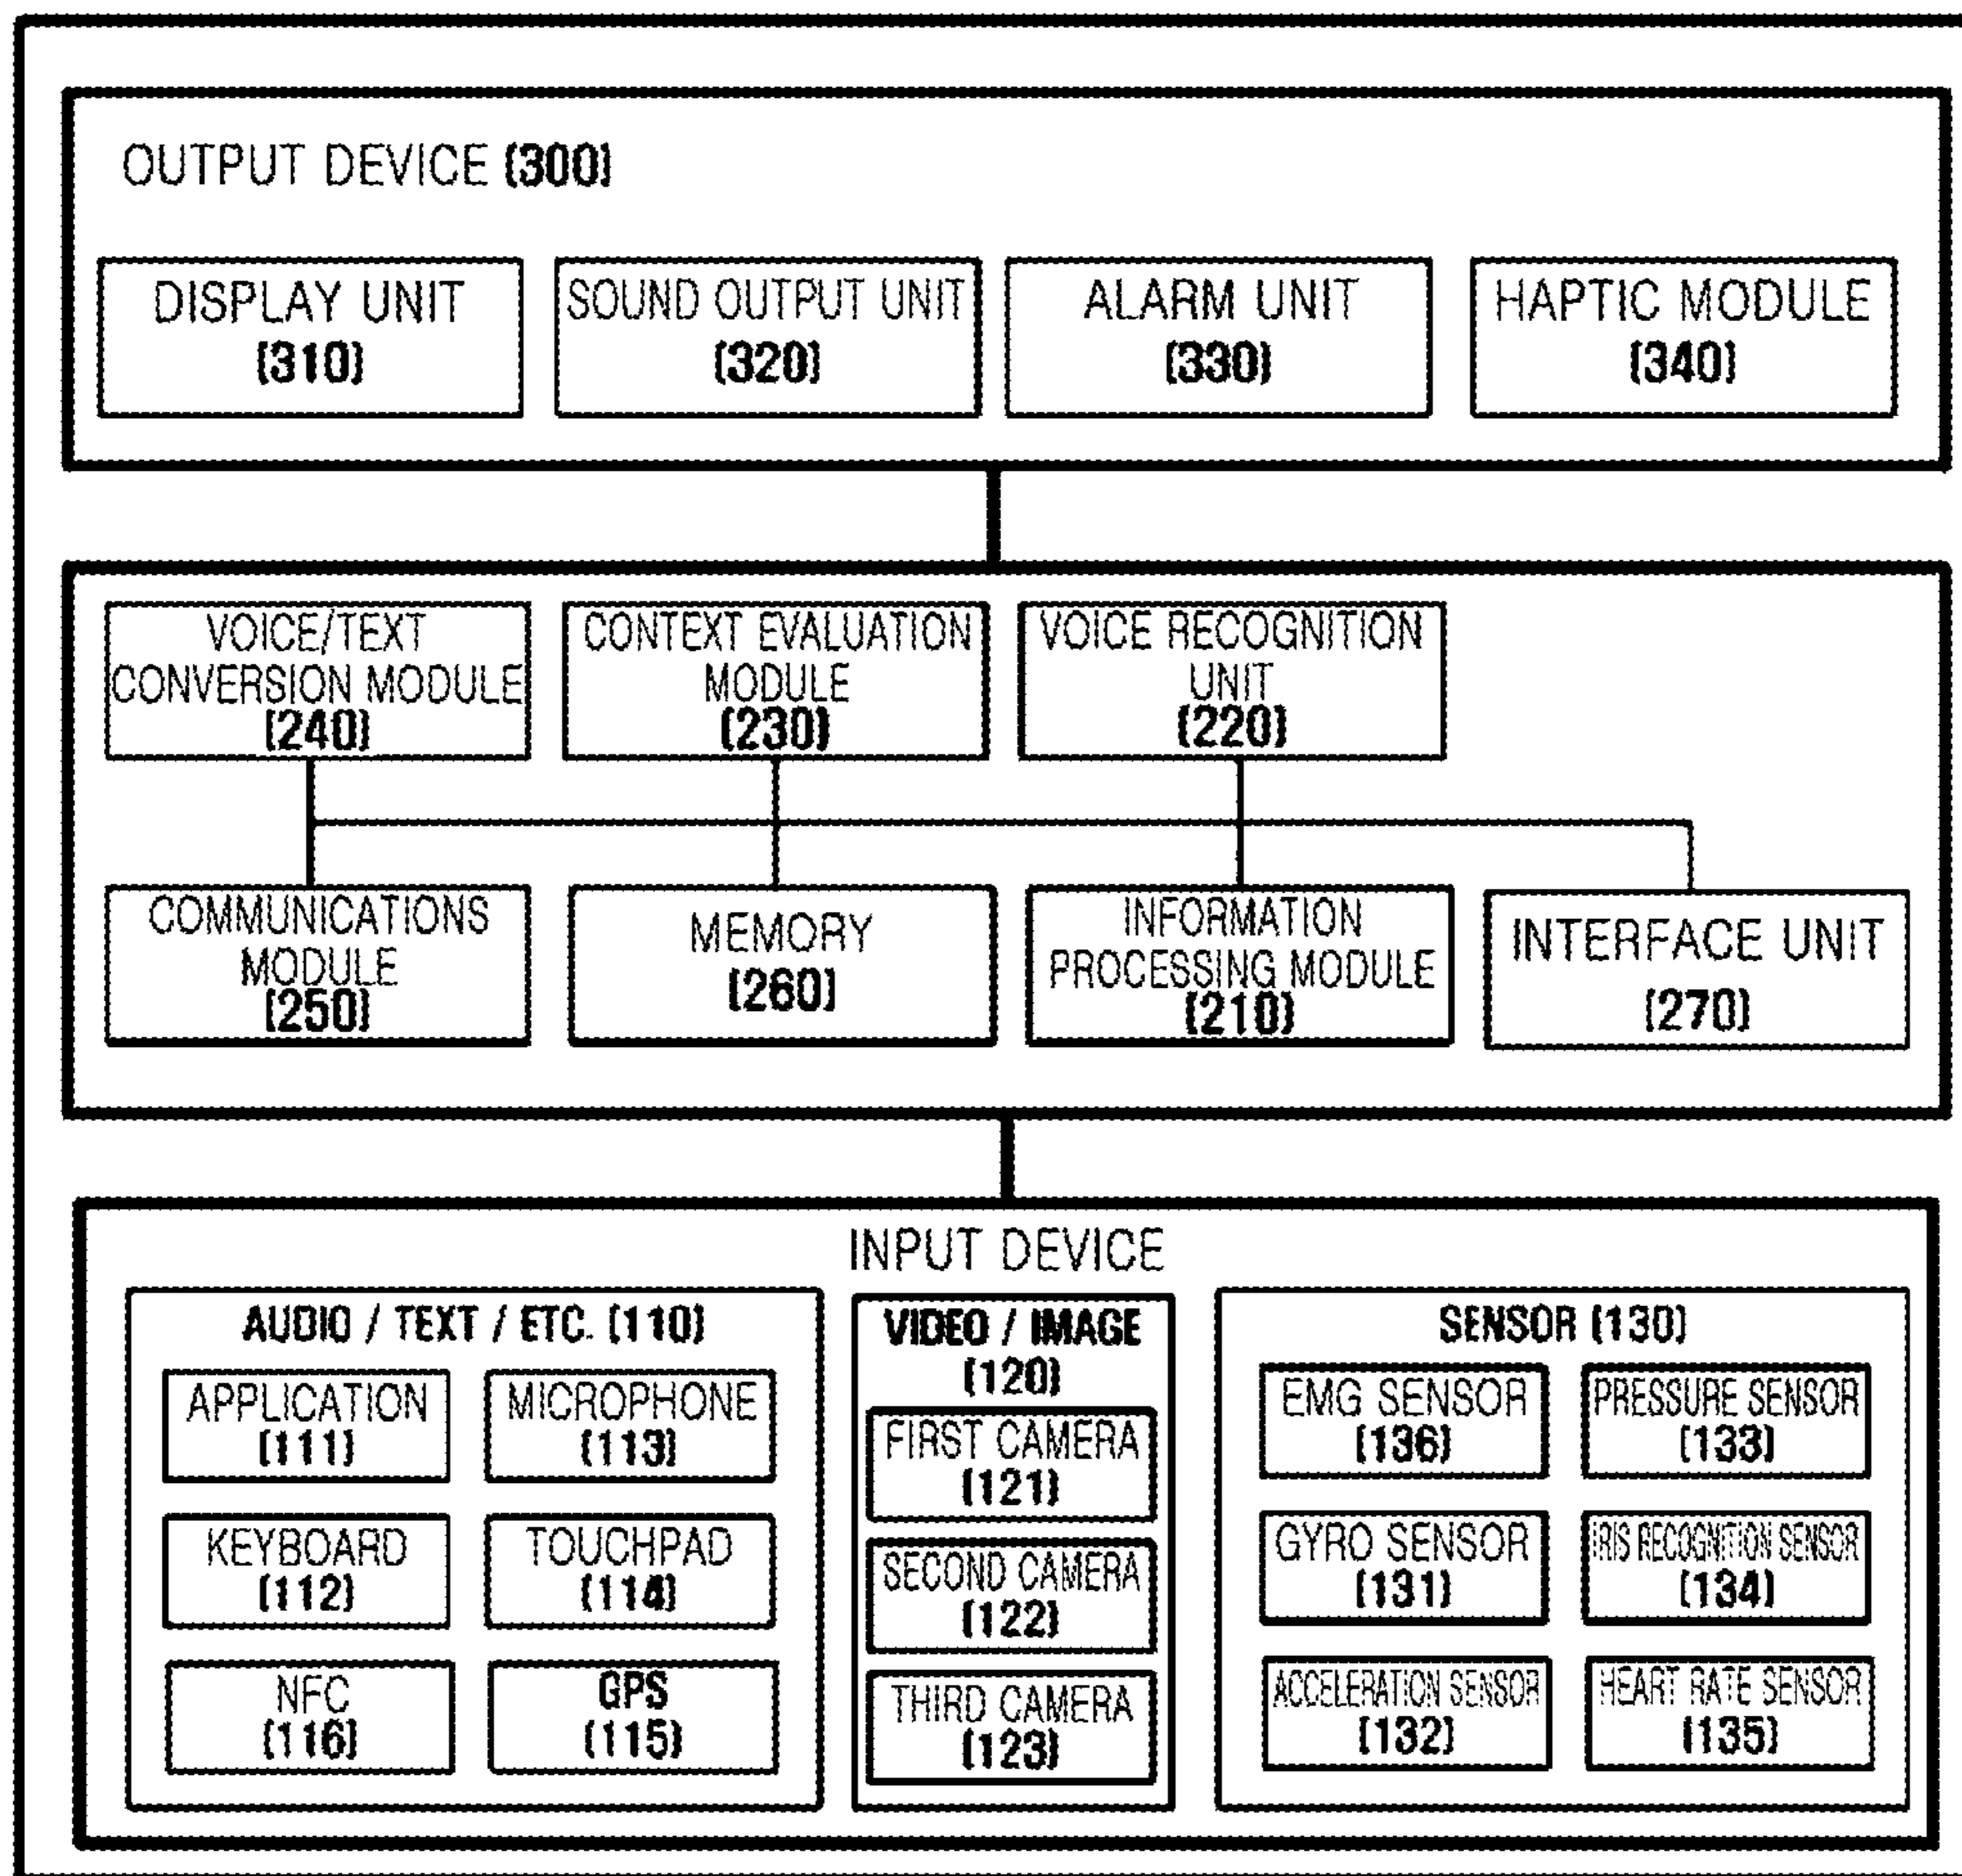 OUTPUT DEVICE (300)
DISPLAY UNIT
(310)
SOUND OUTPUT UNIT
(320)
ALARM UNIT
(330)
HAPTIC MODULE
(340)
VOICE/TEXT
CONVERSION MODULE
(240)
CONTEXT EVALUATION
MODULE
(230)
VOICE RECOGNITION
UNIT
(220)
COMMUNICATIONS
MODULE
(250)
MEMORY
(260)
INFORMATION
PROCESSING MODULE
(210)
INTERFACE UNIT
(270)
INPUT DEVICE
AUDIO / TEXT / ETC. (110)
APPLICATION
(111)
MICROPHONE
(113)
KEYBOARD
(112)
TOUCHPAD
(114)
NFC
(116)
GPS
(115)
VIDEO / IMAGE
(120)
FIRST CAMERA
(121)
SECOND CAMERA
(122)
THIRD CAMERA
(123)
SENSOR (130)
EMG SENSOR
(136)
PRESSURE SENSOR
(133)
GYRO SENSOR
(131)
IRIS RECOGNITION SENSOR
(134)
ACCELERATION SENSOR
(132)
HEART RATE SENSOR
(135)